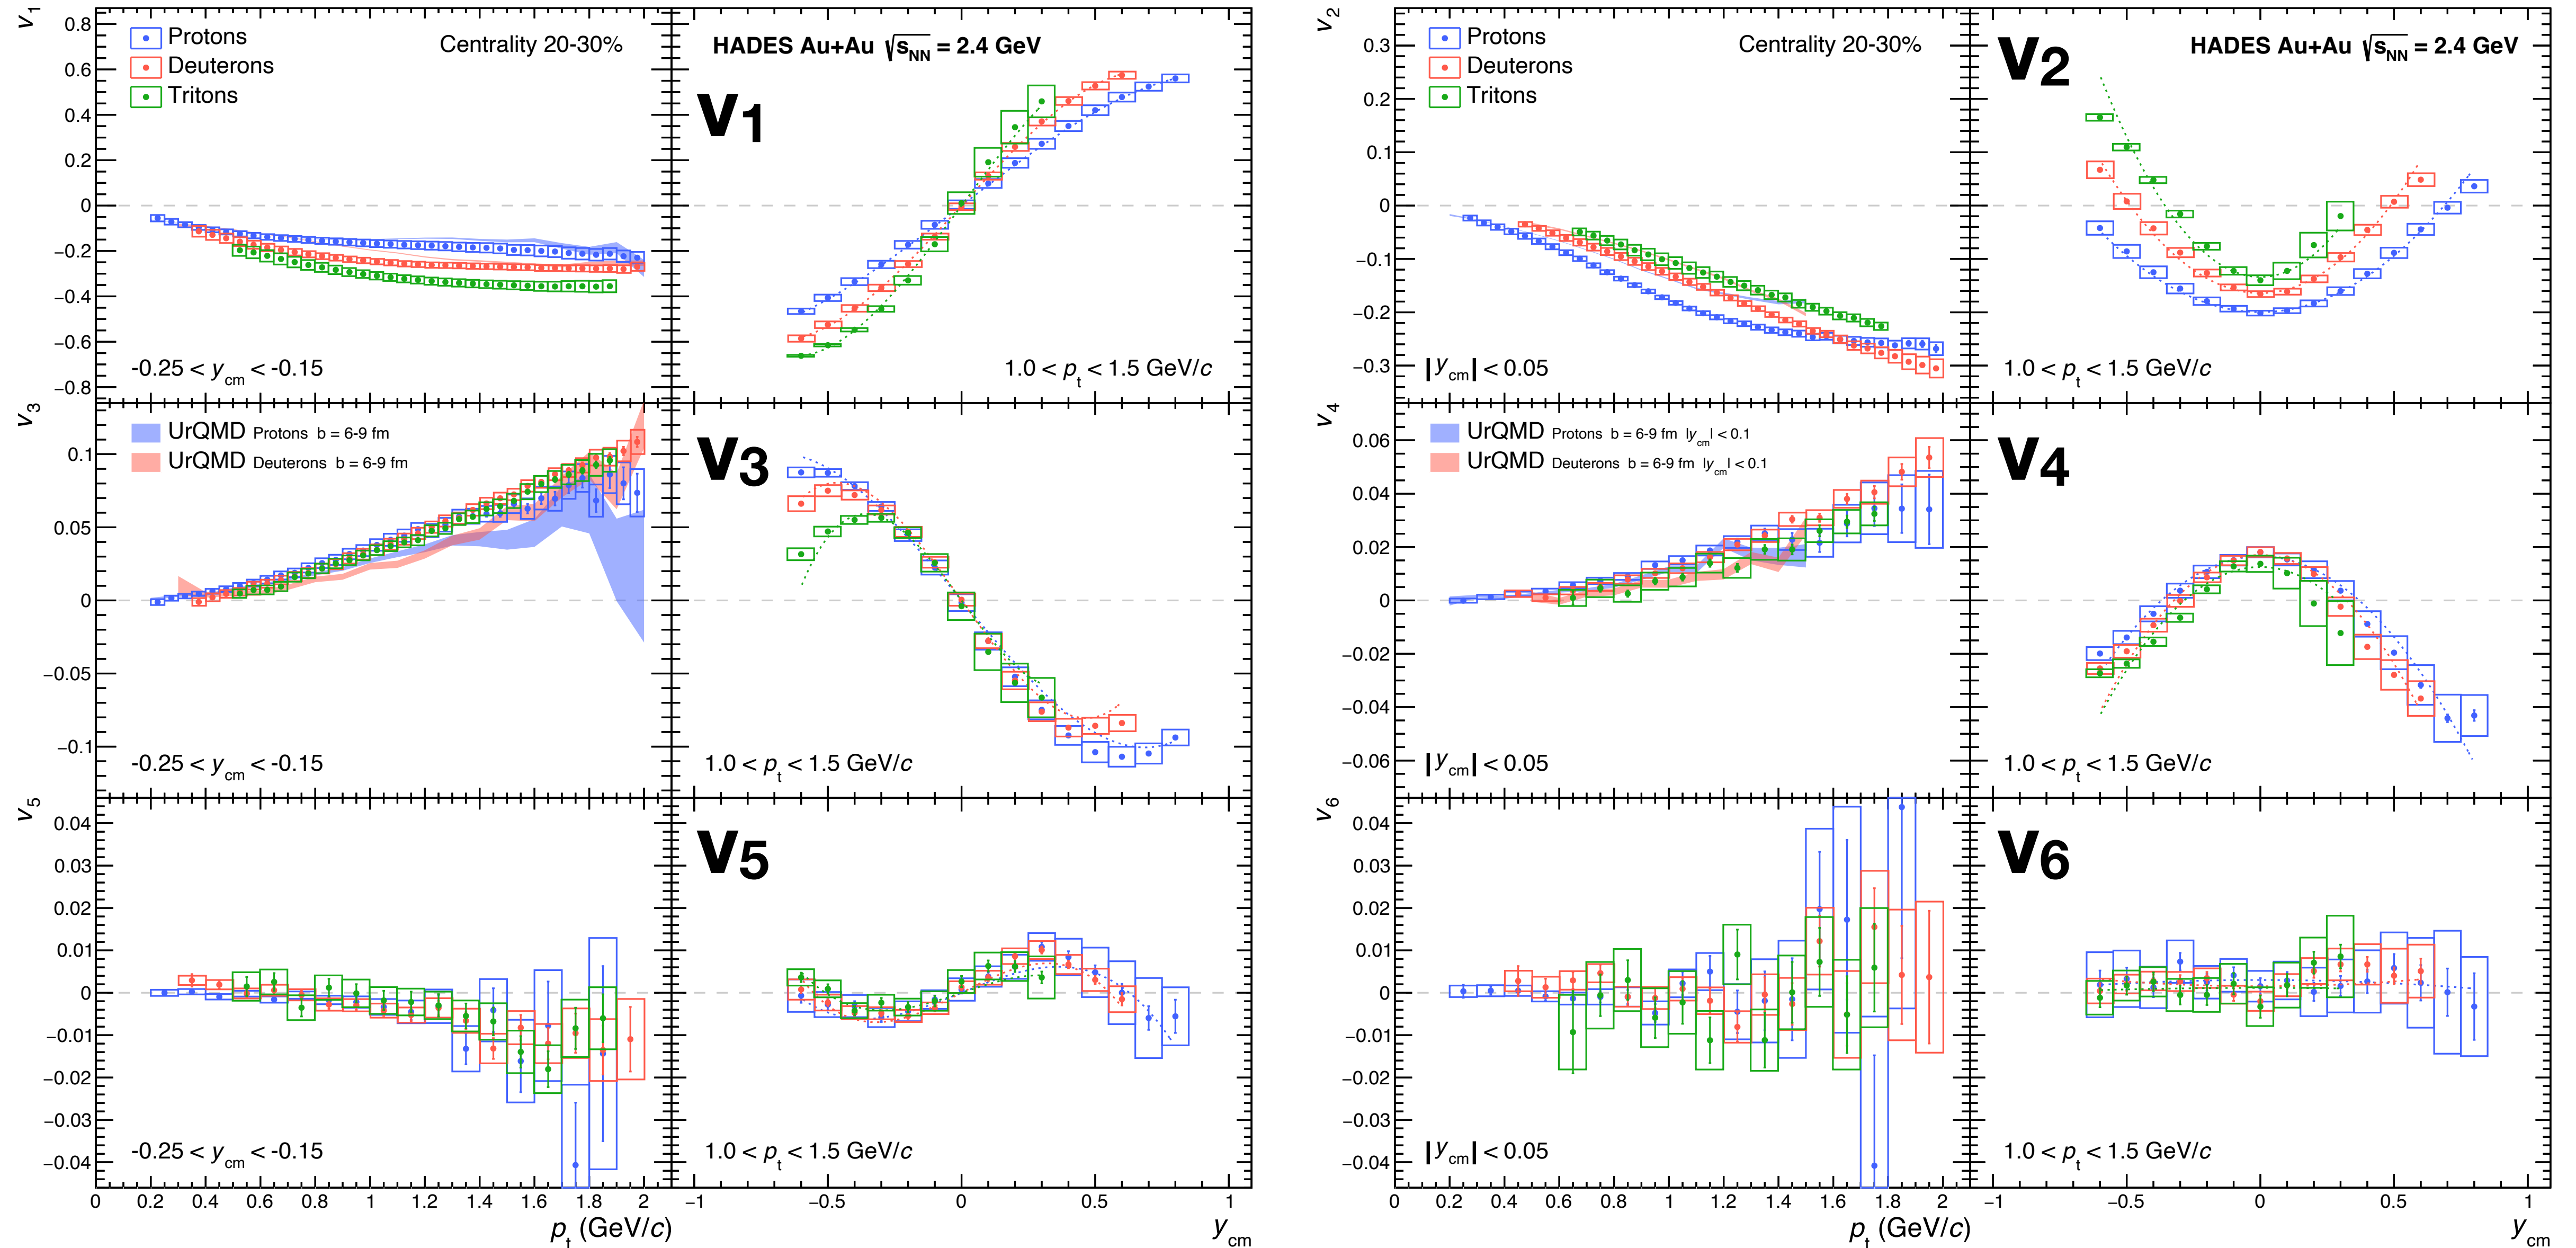 v1
0.8
0.6
0.4
0.2
0
−0.2
−0.4
−0.6
−0.8
Protons
Deuterons
Tritons
Centrality 20-30%
-0.25 < ycm < -0.15
HADES Au+Au √sNN = 2.4 GeV
v1
1.0 < pt < 1.5 GeV/c
v3
0.1
0.05
0
−0.05
−0.1
UrQMD Protons b = 6-9 fm
UrQMD Deuterons b = 6-9 fm
-0.25 < ycm < -0.15
v3
1.0 < pt < 1.5 GeV/c
v5
0.04
0.03
0.02
0.01
0
−0.01
−0.02
−0.03
−0.04
-0.25 < ycm < -0.15
v5
1.0 < pt < 1.5 GeV/c
0 0.2 0.4 0.6 0.8 1 1.2 1.4 1.6 1.8 2
pt (GeV/c)
−1 −0.5 0 0.5 1
ycm
v2
0.3
0.2
0.1
0
−0.1
−0.2
−0.3
Protons
Deuterons
Tritons
Centrality 20-30%
|ycm| < 0.05
v2
HADES Au+Au √sNN = 2.4 GeV
1.0 < pt < 1.5 GeV/c
v4
0.06
0.04
0.02
0
−0.02
−0.04
−0.06
UrQMD Protons b = 6-9 fm |ycm| < 0.1
UrQMD Deuterons b = 6-9 fm |ycm| < 0.1
|ycm| < 0.05
v4
1.0 < pt < 1.5 GeV/c
v6
0.04
0.03
0.02
0.01
0
−0.01
−0.02
−0.03
−0.04
|ycm| < 0.05
v6
1.0 < pt < 1.5 GeV/c
0 0.2 0.4 0.6 0.8 1 1.2 1.4 1.6 1.8 2
pt (GeV/c)
−1 −0.5 0 0.5 1
ycm